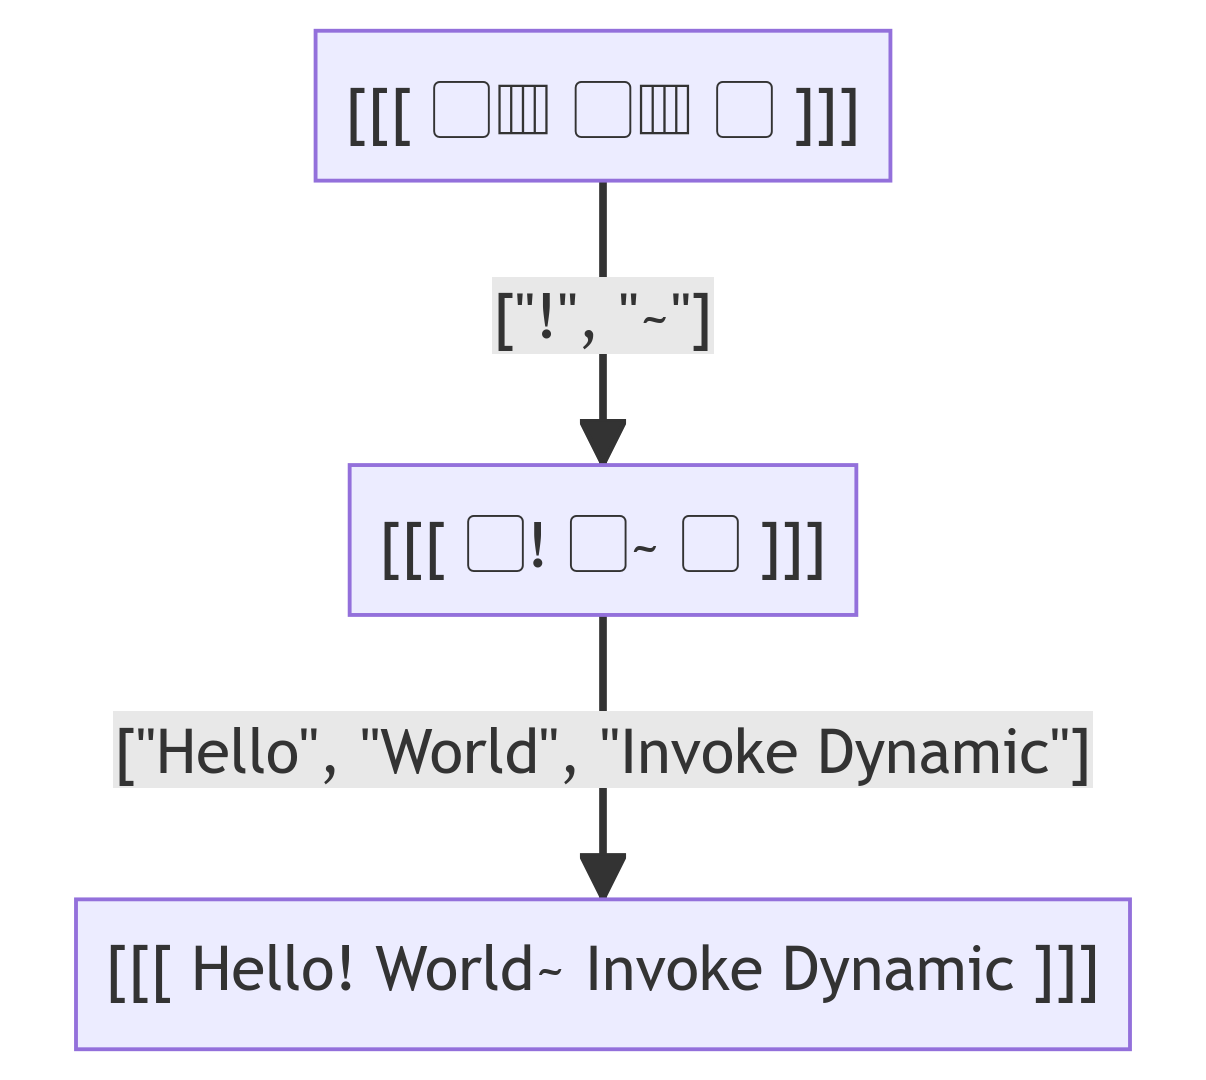 [[[ ▢▥ ▢▥ ▢ ]]]
["!", "~"]
[[[ ▢! ▢~ ▢ ]]]
["Hello", "World", "Invoke Dynamic"]
[[[ Hello! World~ Invoke Dynamic ]]]